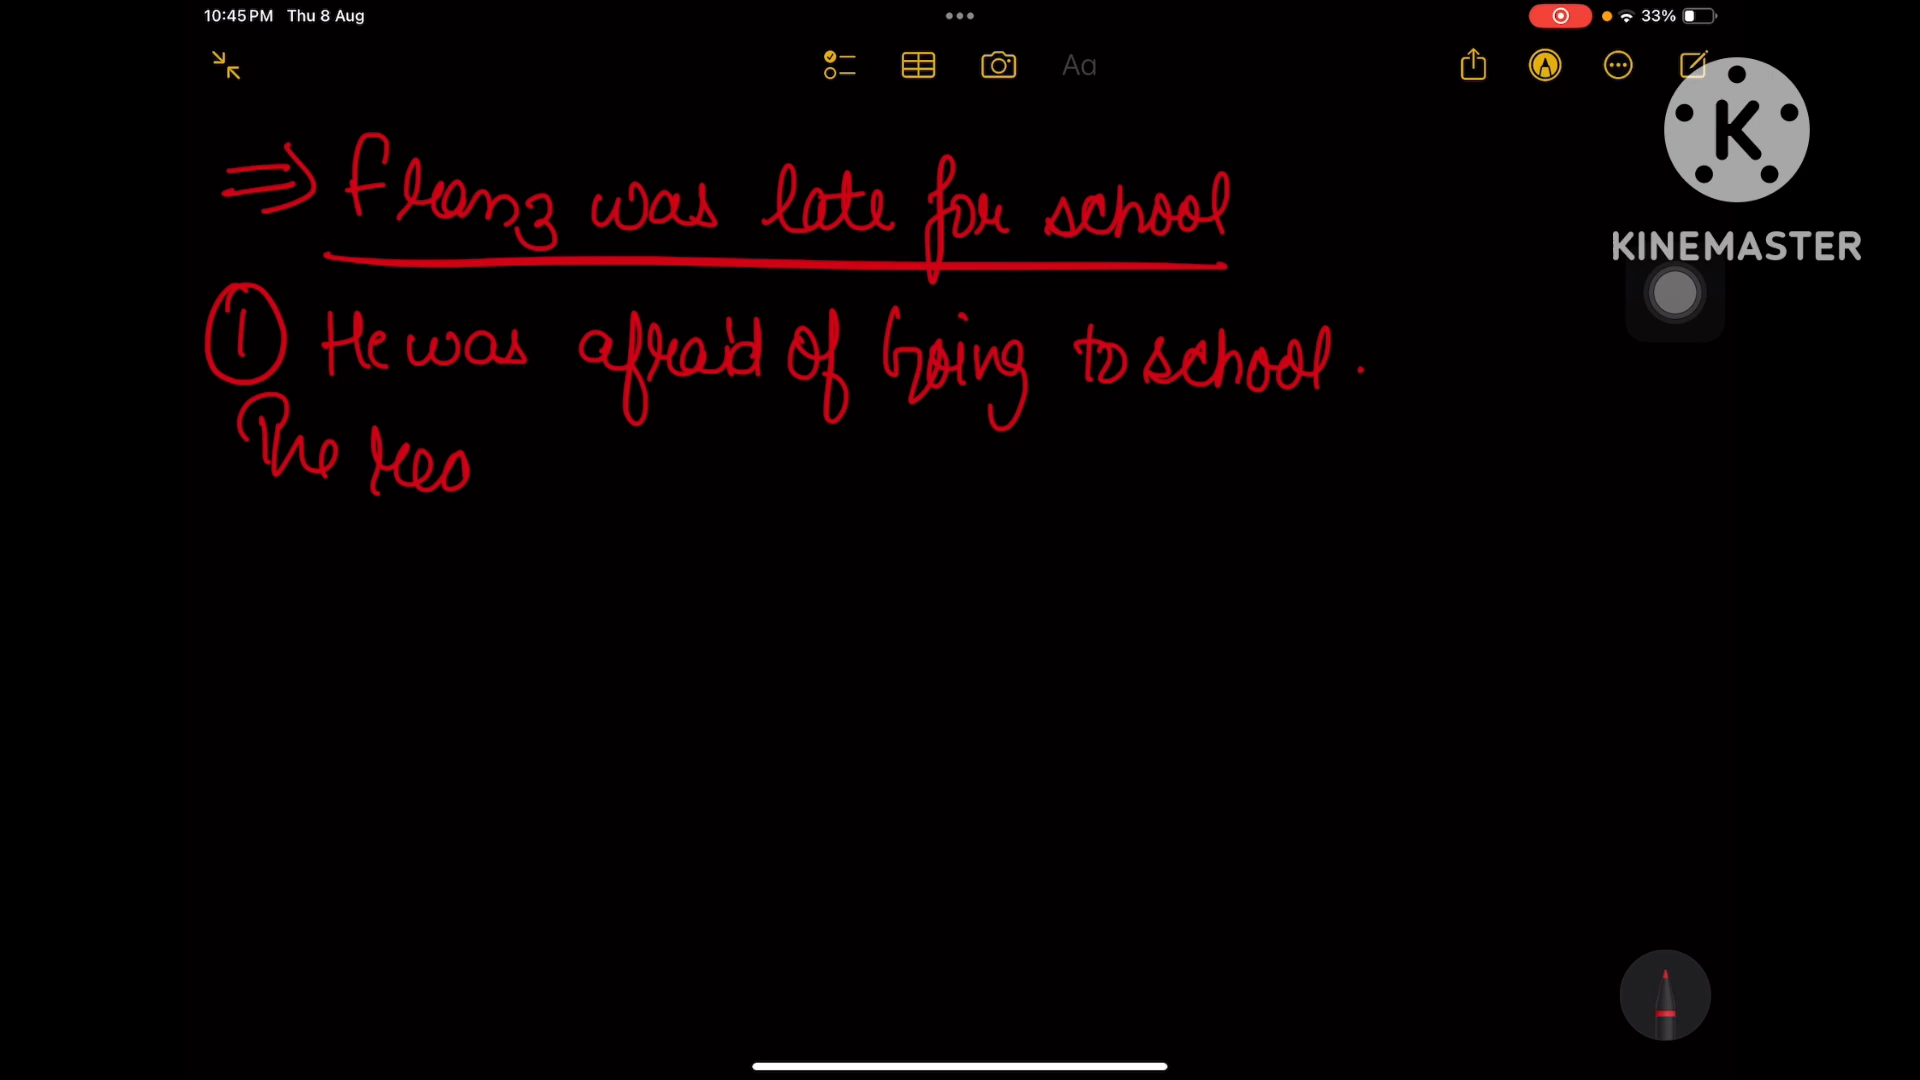 10:45 PM Thu 8 Aug
33%
Aa
K
KINEMASTER
⇒ Franz was late for school
① He was afraid of Going to school.
The reo